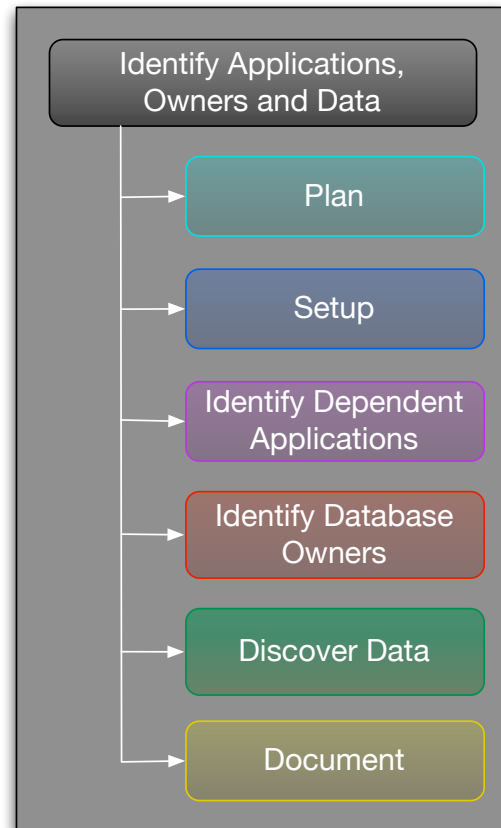 Identify Applications,
Owners and Data
Plan
Setup
Identify Dependent
Applications
Identify Database
Owners
Discover Data
Document